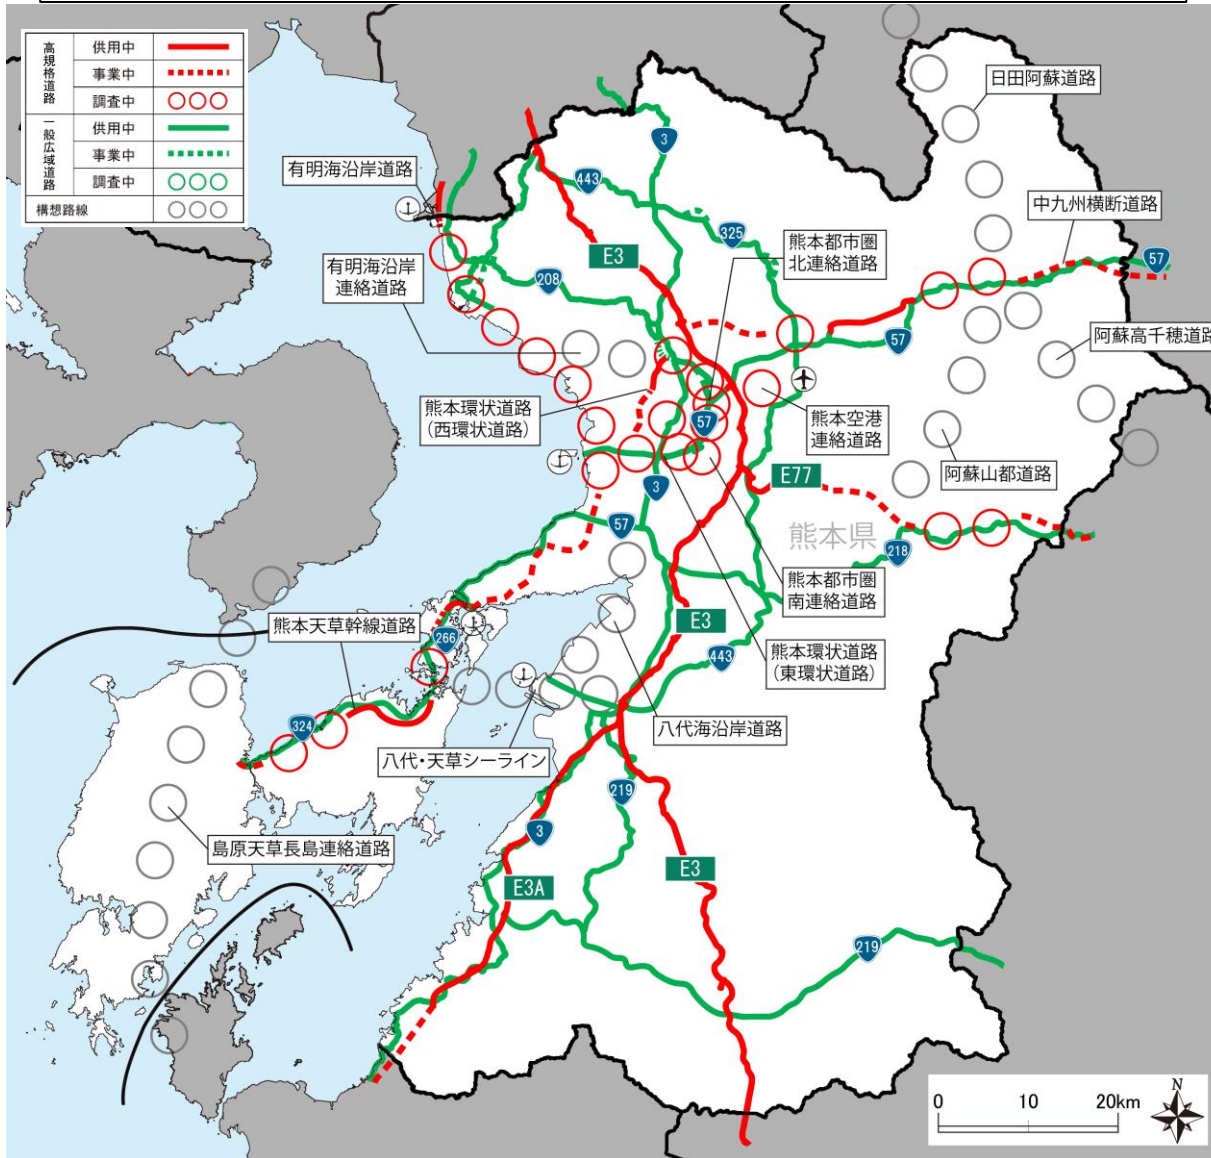 高規格道路
供用中
事業中
調査中
一般広域道路
供用中
事業中
調査中
構想路線
日田阿蘇道路
3
有明海沿岸道路
443
中九州横断道路
325
熊本都市圏
北連絡道路
57
E3
有明海沿岸
連絡道路
208
57
阿蘇高千穂道路
熊本環状道路
(西環状道路)
57
熊本空港
連絡道路
阿蘇山都道路
E77
3
57
熊本県
218
熊本都市圏
南連絡道路
熊本天草幹線道路
266
E3
443
熊本環状道路
(東環状道路)
324
八代海沿岸道路
八代・天草シーライン
219
3
島原天草長島連絡道路
E3
E3A
219
N
0
10
20km